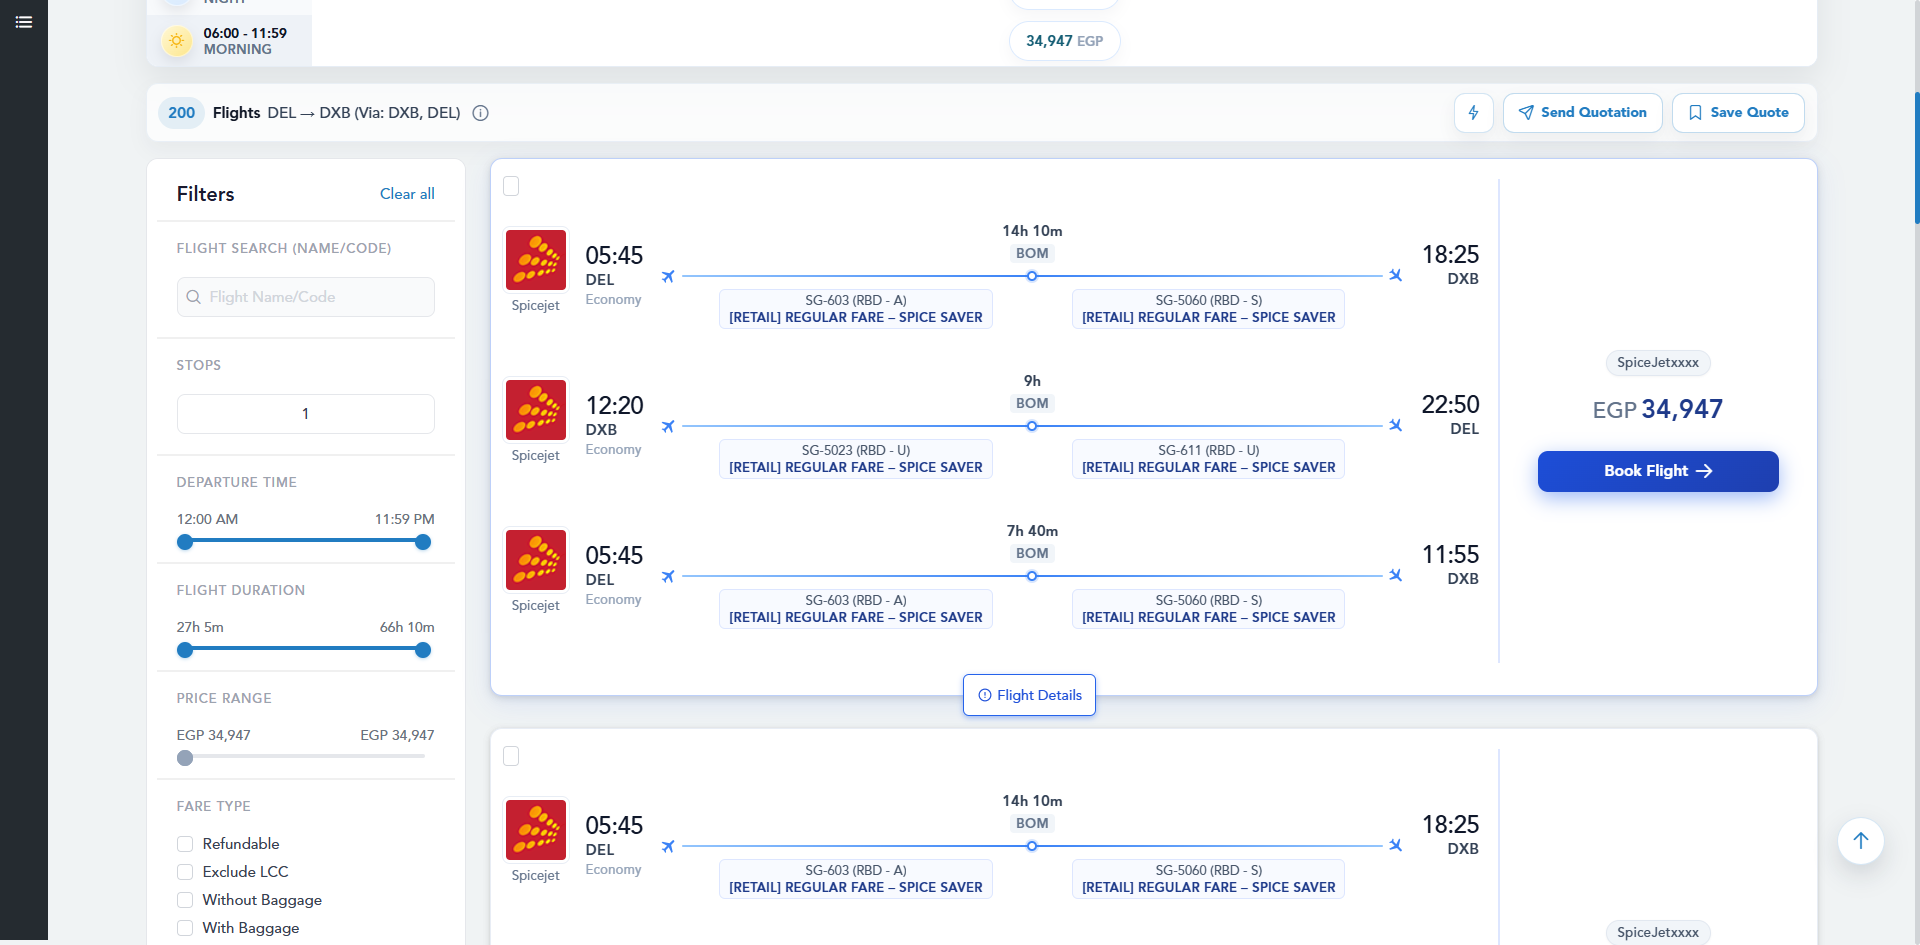 NIGHT
06:00 - 11:59
MORNING
34,947 EGP
200 Flights DEL → DXB (Via: DXB, DEL)
Send Quotation
Save Quote
Filters
Clear all
FLIGHT SEARCH (NAME/CODE)
Flight Name/Code
STOPS
1
DEPARTURE TIME
12:00 AM
11:59 PM
FLIGHT DURATION
27h 5m
66h 10m
PRICE RANGE
EGP 34,947
EGP 34,947
FARE TYPE
Refundable
Exclude LCC
Without Baggage
With Baggage
Spicejet
05:45
DEL
Economy
14h 10m
BOM
SG-603 (RBD - A)
[RETAIL] REGULAR FARE – SPICE SAVER
SG-5060 (RBD - S)
[RETAIL] REGULAR FARE – SPICE SAVER
18:25
DXB
Spicejet
12:20
DXB
Economy
9h
BOM
SG-5023 (RBD - U)
[RETAIL] REGULAR FARE – SPICE SAVER
SG-611 (RBD - U)
[RETAIL] REGULAR FARE – SPICE SAVER
22:50
DEL
Spicejet
05:45
DEL
Economy
7h 40m
BOM
SG-603 (RBD - A)
[RETAIL] REGULAR FARE – SPICE SAVER
SG-5060 (RBD - S)
[RETAIL] REGULAR FARE – SPICE SAVER
11:55
DXB
SpiceJetxxxx
EGP 34,947
Book Flight
Flight Details
Spicejet
05:45
DEL
Economy
14h 10m
BOM
SG-603 (RBD - A)
[RETAIL] REGULAR FARE – SPICE SAVER
SG-5060 (RBD - S)
[RETAIL] REGULAR FARE – SPICE SAVER
18:25
DXB
SpiceJetxxxx